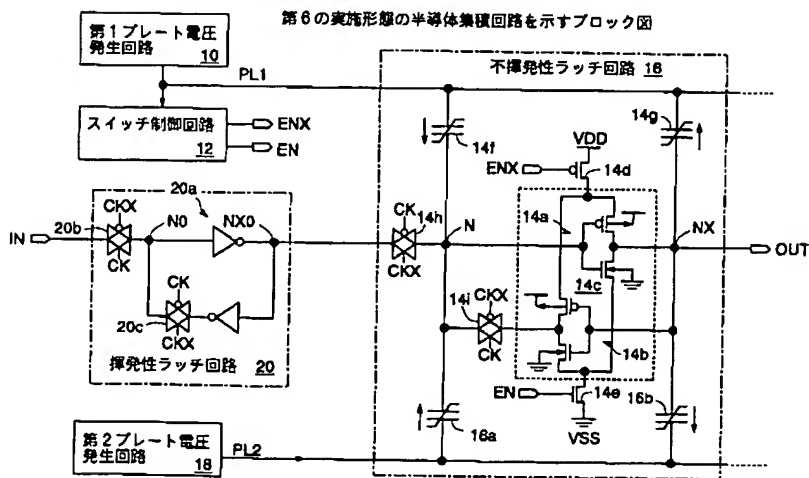 第6の実施形態の半導体集積回路を示すブロック図
第1プレート電圧
発生回路
10
PL1
スイッチ制御回路
12
ENX
EN
不揮発性ラッチ回路 16
14f
14g
VDD
ENX
14d
20a
CKX
20b
IN
N0
NX0
CK
CK
14h
N
14a
NX
OUT
CKX
14c
CK
20c
CKX
CKX
14i
CK
14b
揮発性ラッチ回路 20
EN
14e
VSS
16a
16b
第2プレート電圧
発生回路
18
PL2